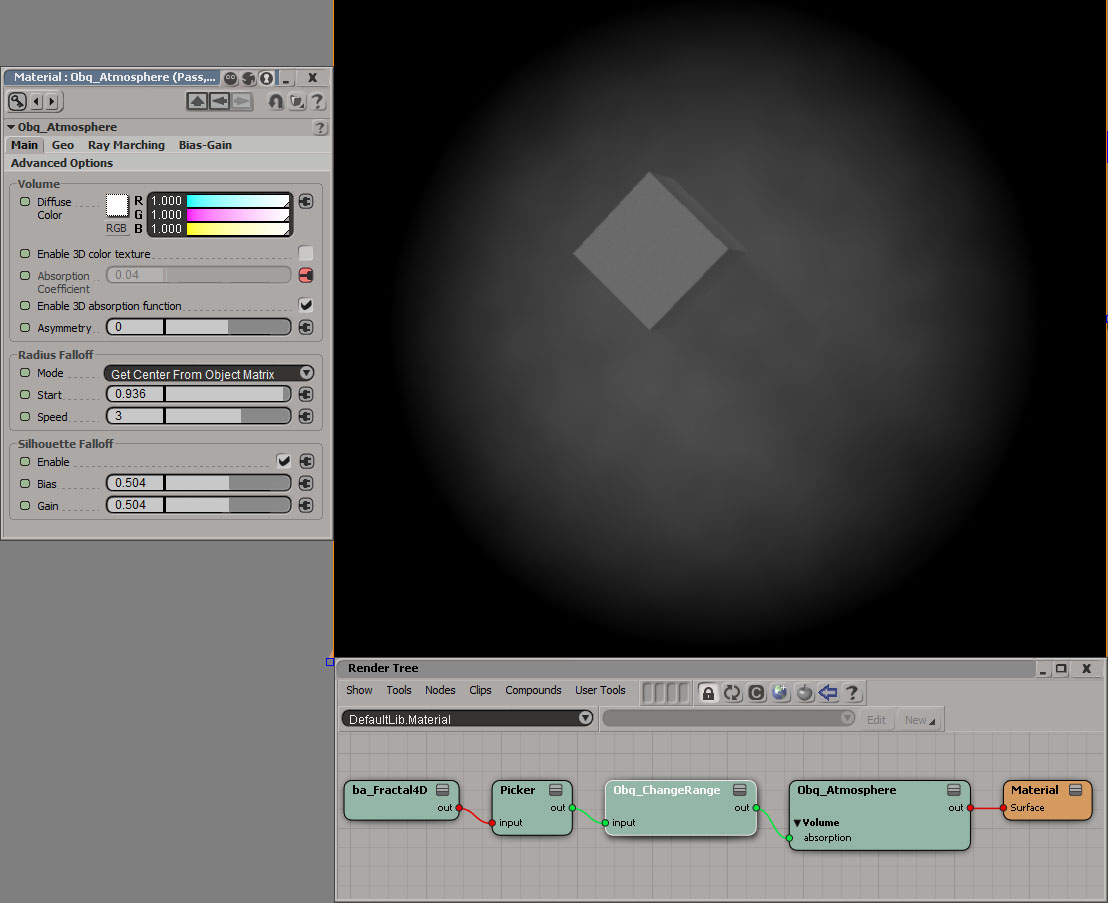 Material : Obq_Atmosphere (Pass,...
Obq_Atmosphere
Main Geo Ray Marching Bias-Gain
Advanced Options
Volume
Diffuse Color
R 1.000
G 1.000
RGB B 1.000
Enable 3D color texture
Absorption Coefficient 0.04
Enable 3D absorption function
Asymmetry 0
Radius Falloff
Mode Get Center From Object Matrix
Start 0.936
Speed 3
Silhouette Falloff
Enable
Bias 0.504
Gain 0.504
Render Tree
Show Tools Nodes Clips Compounds User Tools
DefaultLib.Material Edit New
ba_Fractal4D
out
Picker
out
input
Obq_ChangeRange
out
input
Obq_Atmosphere
out
Volume
absorption
Material
Surface